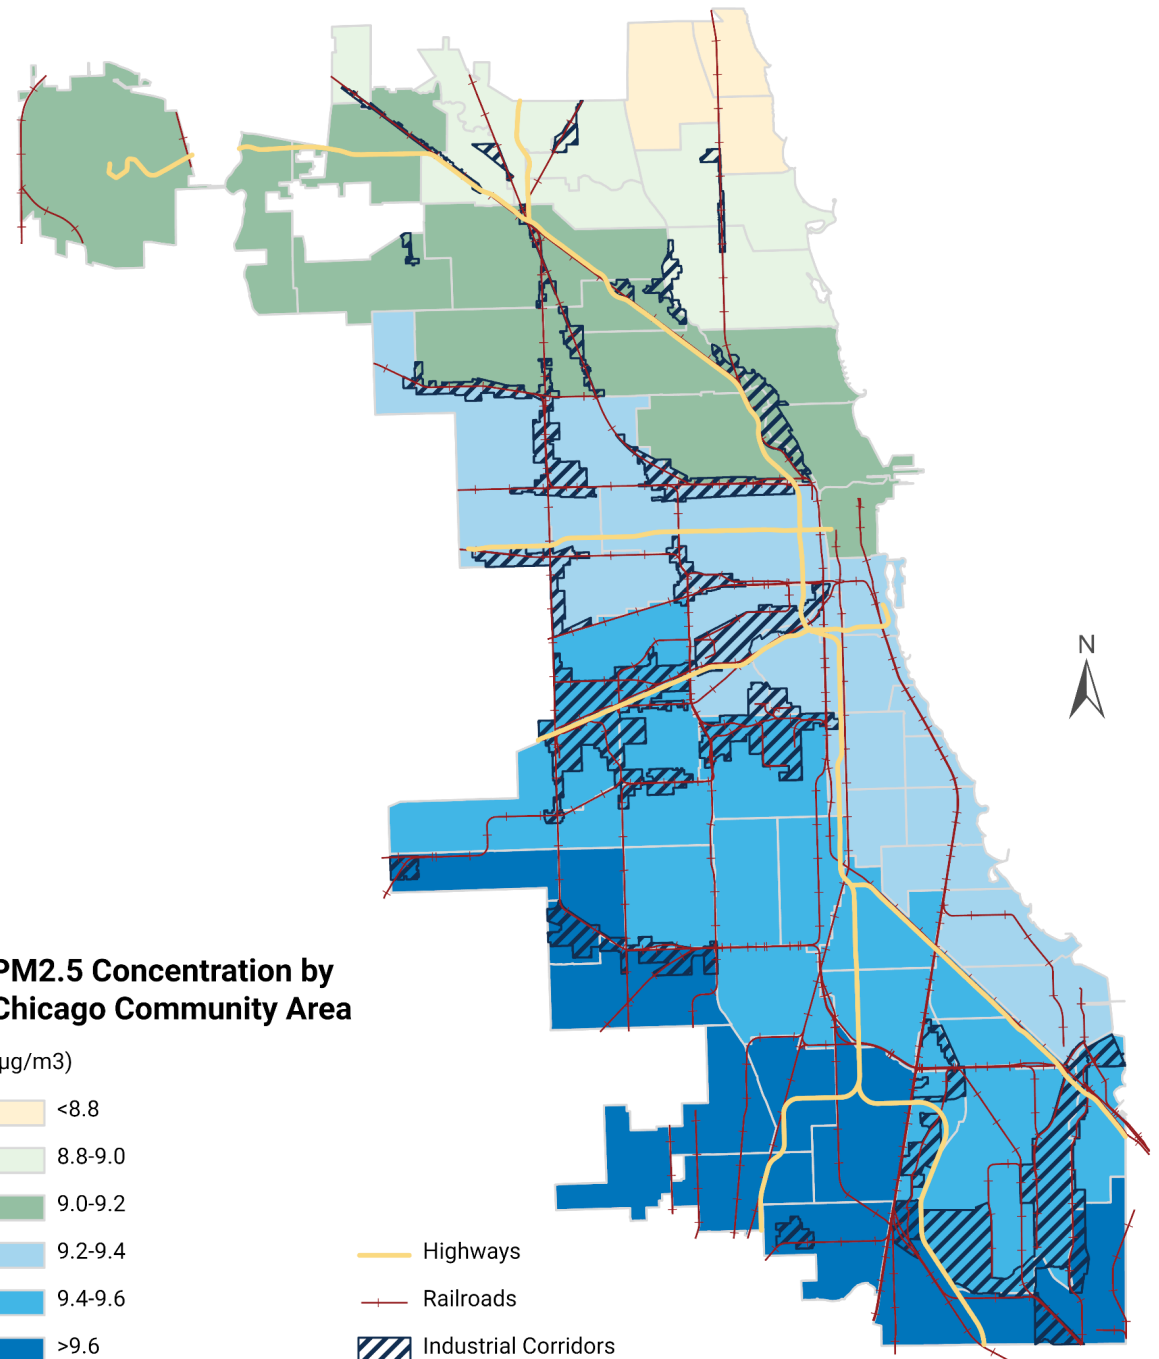 N
PM2.5 Concentration by
Chicago Community Area
µg/m3)
<8.8
8.8-9.0
9.0-9.2
9.2-9.4
9.4-9.6
>9.6
Highways
Railroads
Industrial Corridors